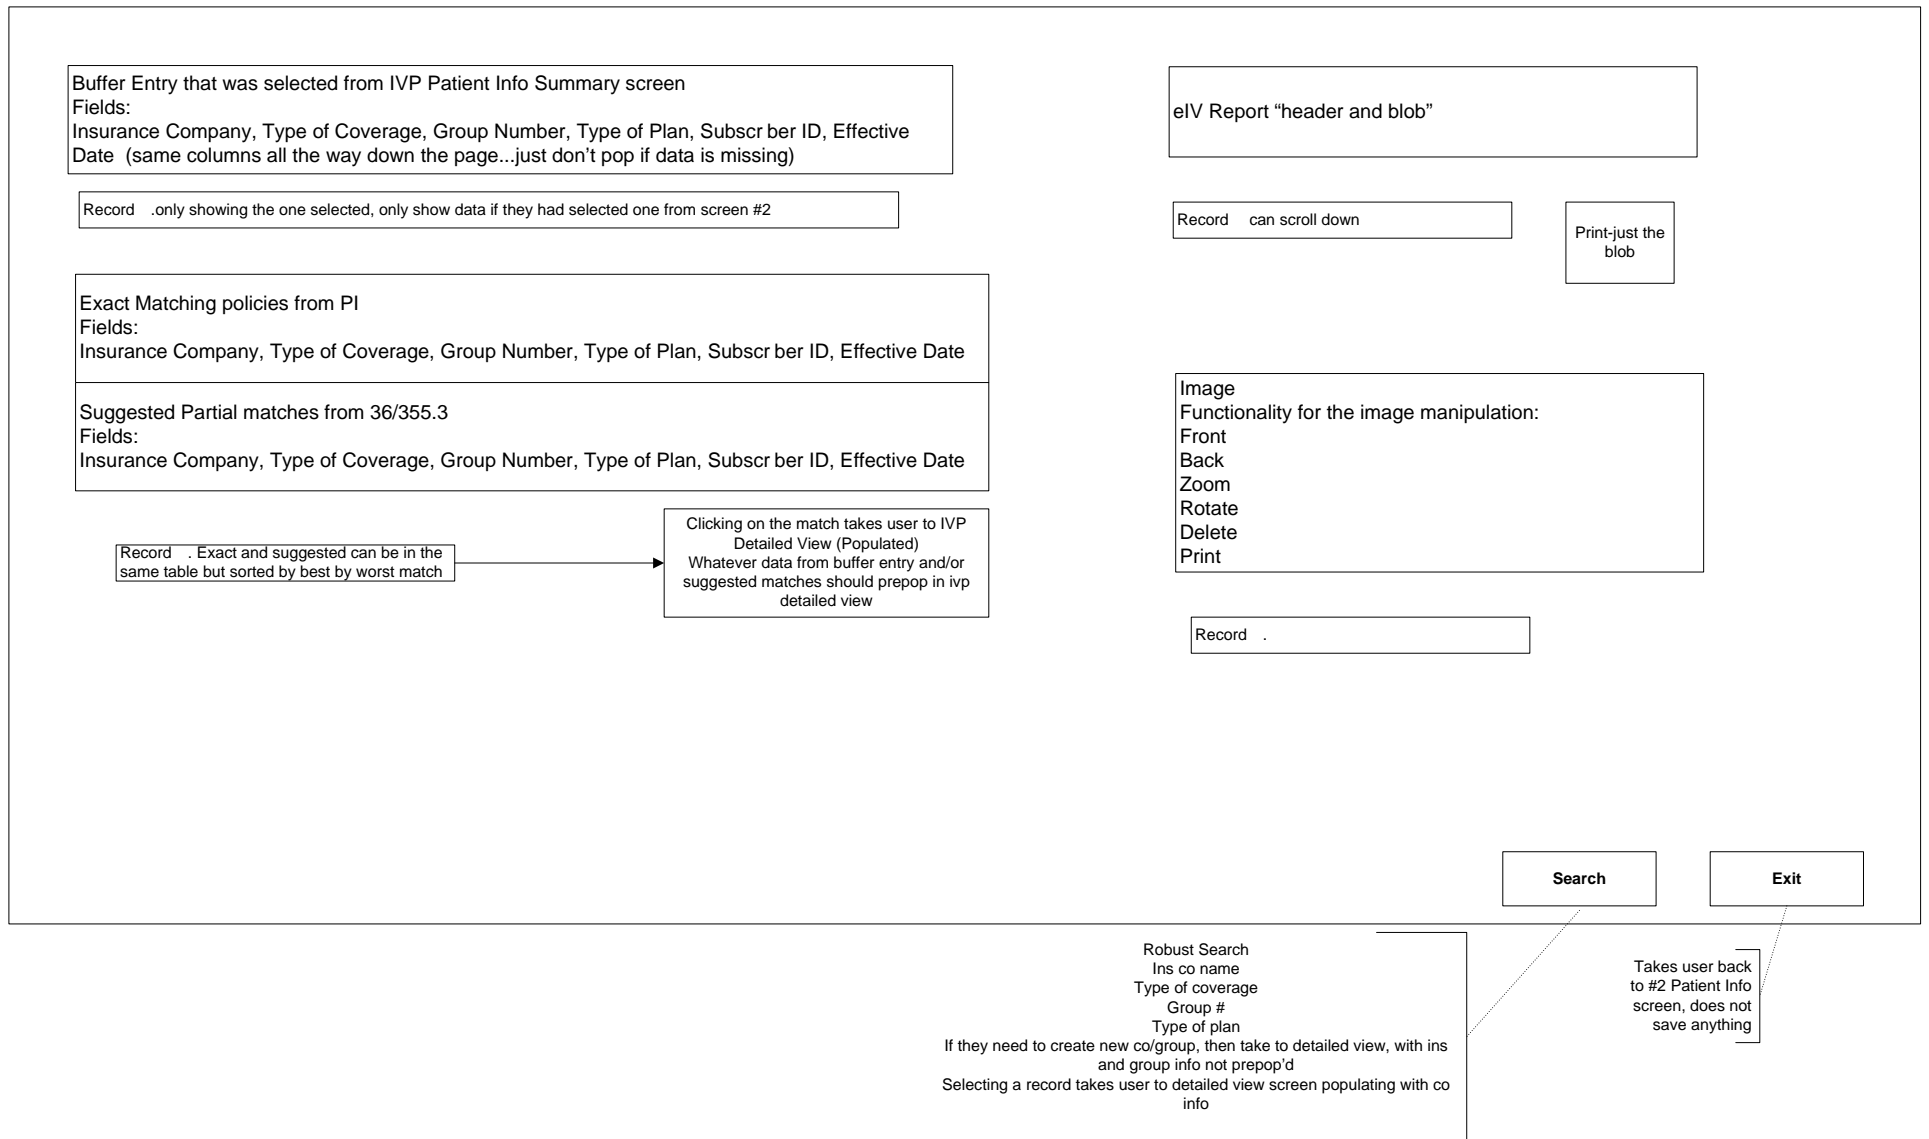 Buffer Entry that was selected from IVP Patient Info Summary screen
Fields:
Insurance Company, Type of Coverage, Group Number, Type of Plan, Subscr ber ID, Effective
Date  (same columns all the way down the page...just don't pop if data is missing)
Record   .only showing the one selected, only show data if they had selected one from screen #2
Exact Matching policies from PI
Fields:
Insurance Company, Type of Coverage, Group Number, Type of Plan, Subscr ber ID, Effective Date
Suggested Partial matches from 36/355.3
Fields:
Insurance Company, Type of Coverage, Group Number, Type of Plan, Subscr ber ID, Effective Date
Record   . Exact and suggested can be in the
same table but sorted by best by worst match
Clicking on the match takes user to IVP
Detailed View (Populated)
Whatever data from buffer entry and/or
suggested matches should prepop in ivp
detailed view
eIV Report “header and blob”
Record    can scroll down
Print-just the
blob
Image
Functionality for the image manipulation:
Front
Back
Zoom
Rotate
Delete
Print
Record   .
Search
Exit
Robust Search
Ins co name
Type of coverage
Group #
Type of plan
If they need to create new co/group, then take to detailed view, with ins
and group info not prepop’d
Selecting a record takes user to detailed view screen populating with co
info
Takes user back
to #2 Patient Info
screen, does not
save anything